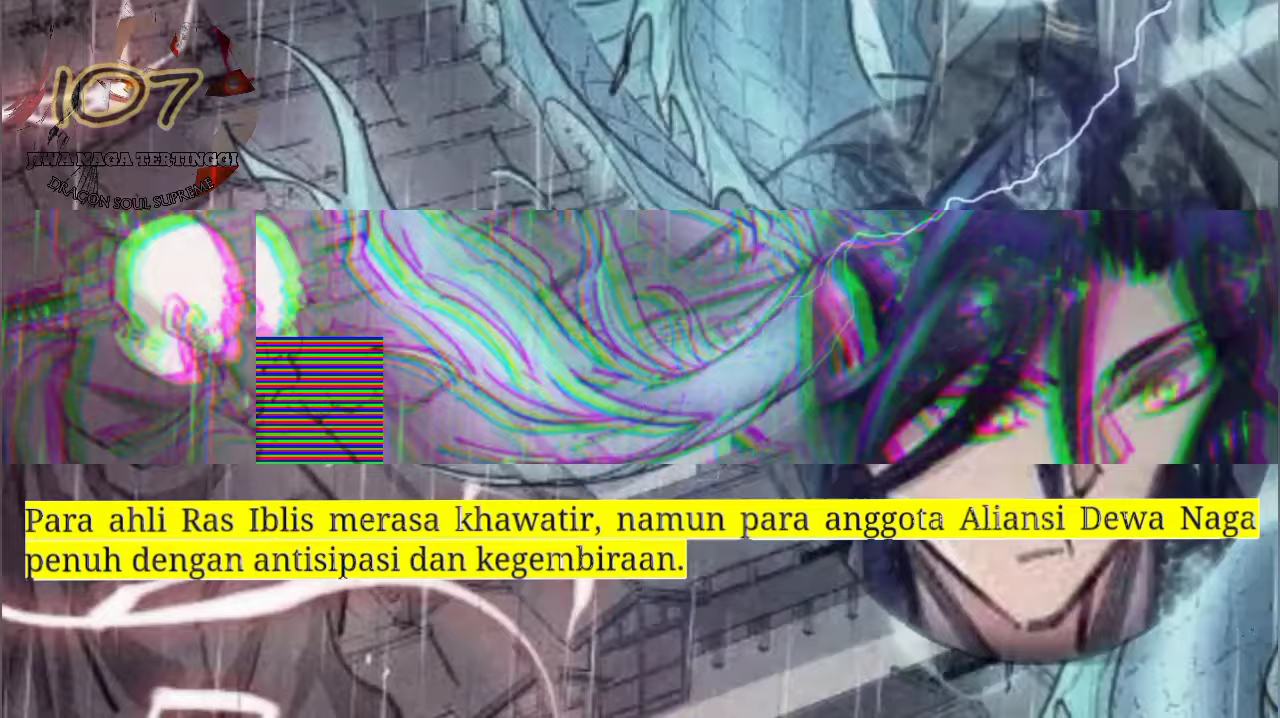 107
JIWA NAGA TERTINGGI
DRAGON SOUL SUPREME
Para ahli Ras Iblis merasa khawatir, namun para anggota Aliansi Dewa Naga
penuh dengan antisipasi dan kegembiraan.